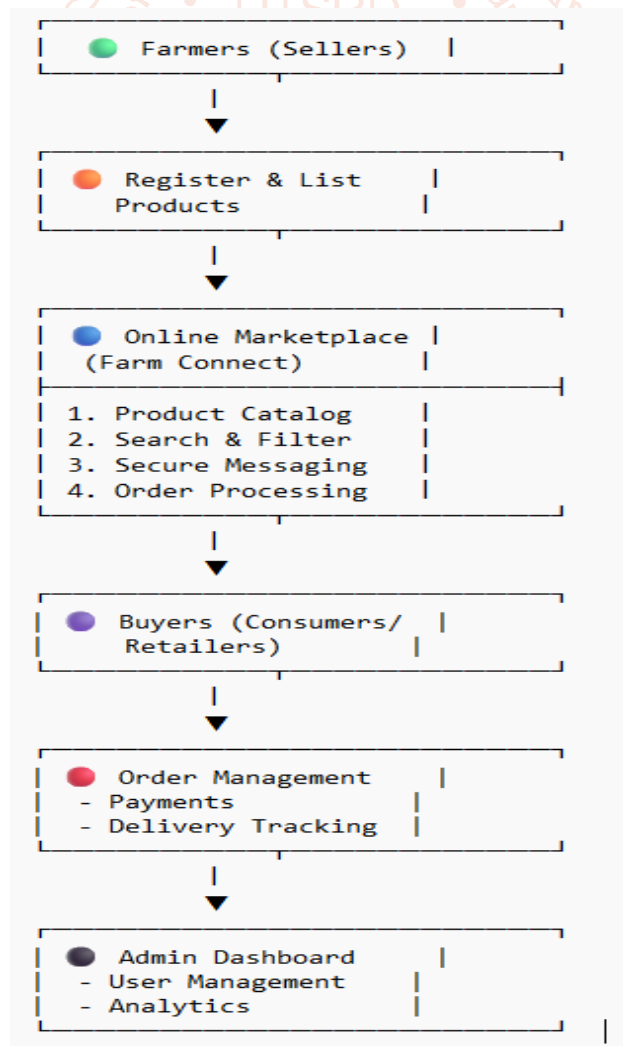 Farmers (Sellers)
Register & List
Products
Online Marketplace
(Farm Connect)
1. Product Catalog
2. Search & Filter
3. Secure Messaging
4. Order Processing
Buyers (Consumers/
Retailers)
Order Management
- Payments
- Delivery Tracking
Admin Dashboard
- User Management
- Analytics